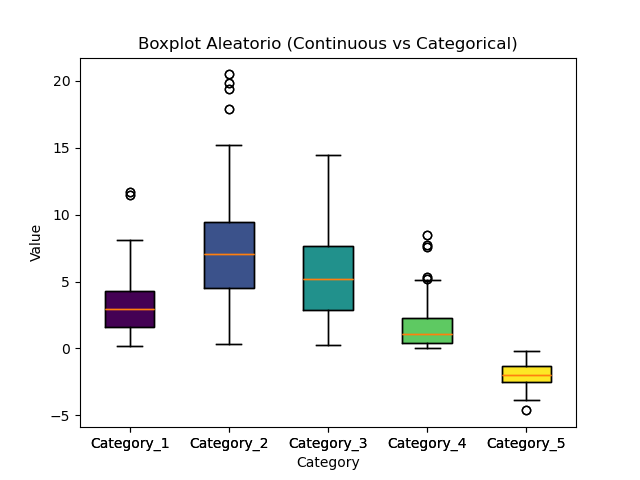 Boxplot Aleatorio (Continuous vs Categorical)
20
15
10
5
0
−5
Value
Category_1 Category_2 Category_3 Category_4 Category_5
Category